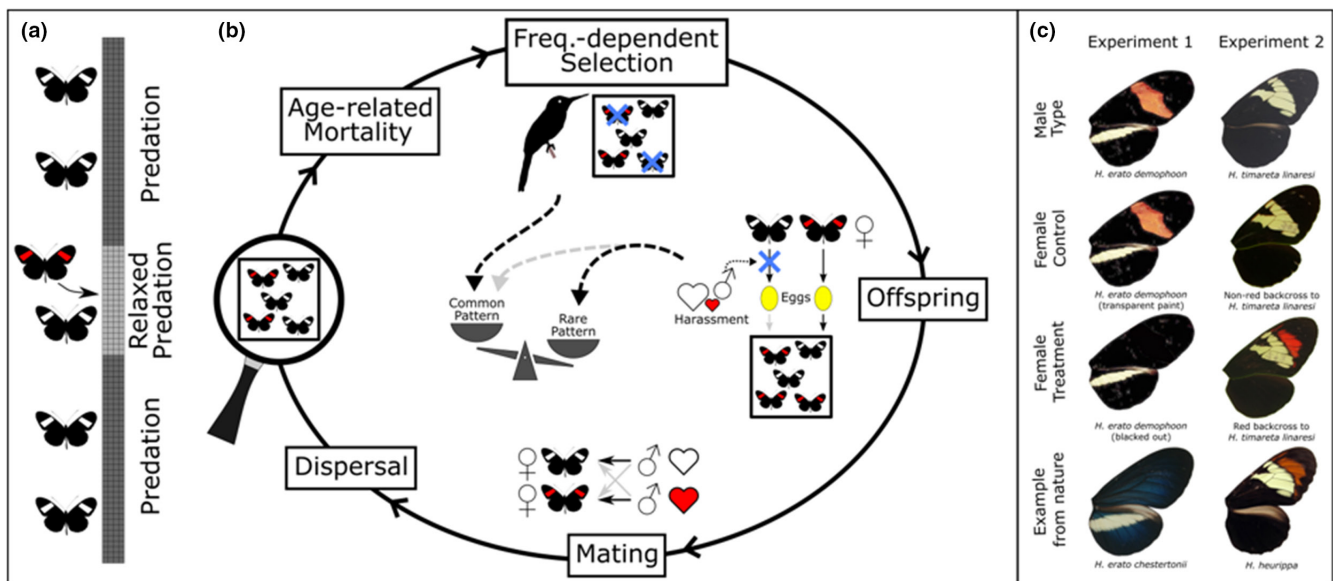 (a)
Predation
Relaxed
Predation
Predation
(b)
Freq.-dependent
Selection
Age-related
Mortality
Common
Pattern
Rare
Pattern
♀
♂
Harassment
Eggs
Offspring
♀ ♂
♀ ♂
Dispersal
Mating
(c)
Experiment 1 Experiment 2
Male
Type
H. erato demophoon
H. timareta linaresi
Female
Control
H. erato demophoon
(transparent paint)
Non-red backcross to
H. timareta linaresi
Female
Treatment
H. erato demophoon
(blacked out)
Red backcross to
H. timareta linaresi
Example
from nature
H. erato chestertonii
H. heurippa